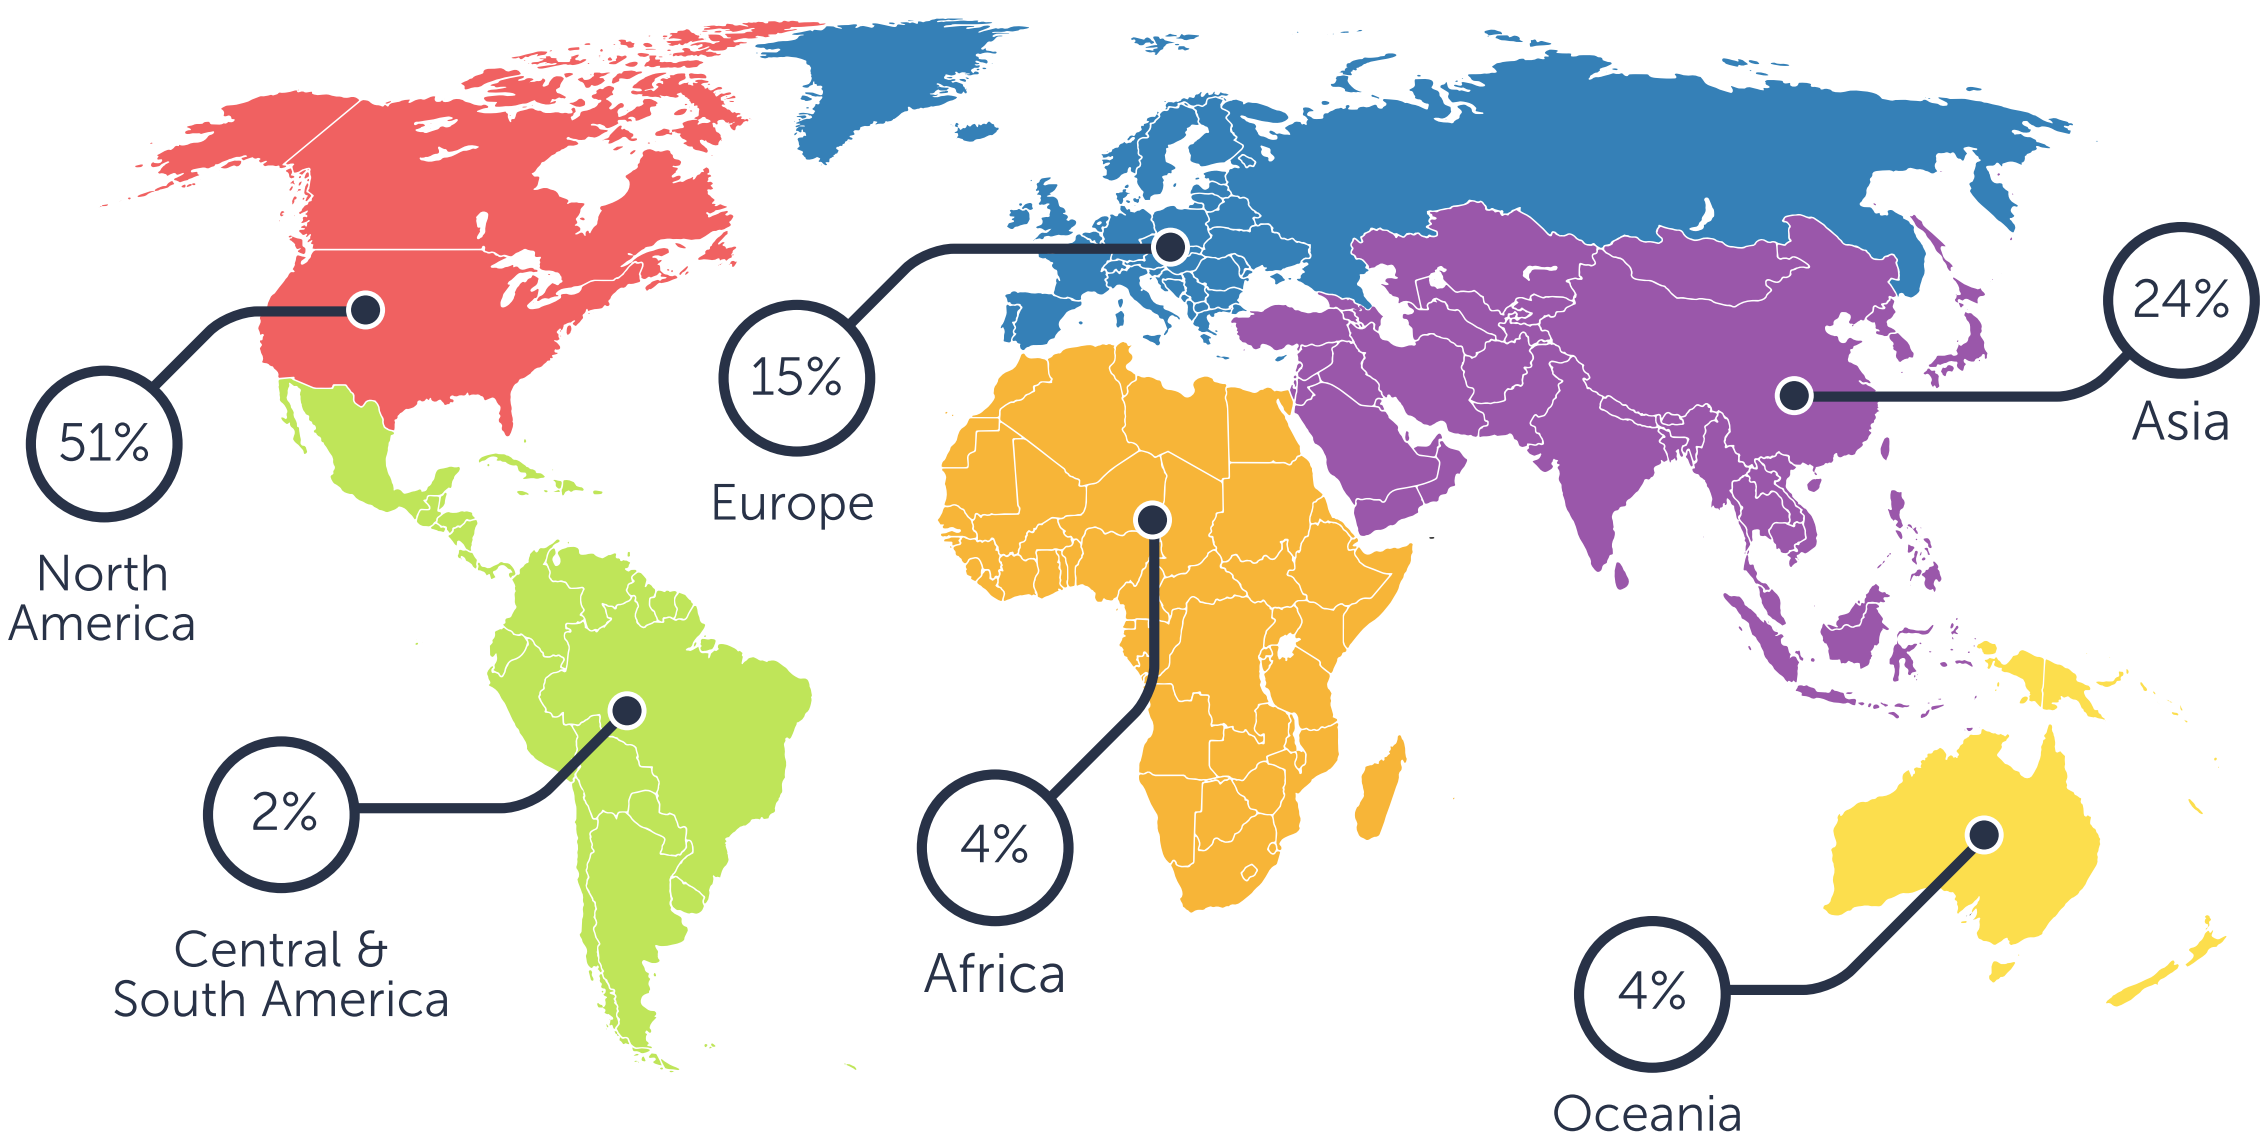 51%
North
America
15%
Europe
24%
Asia
2%
Central &
South America
4%
Africa
4%
Oceania